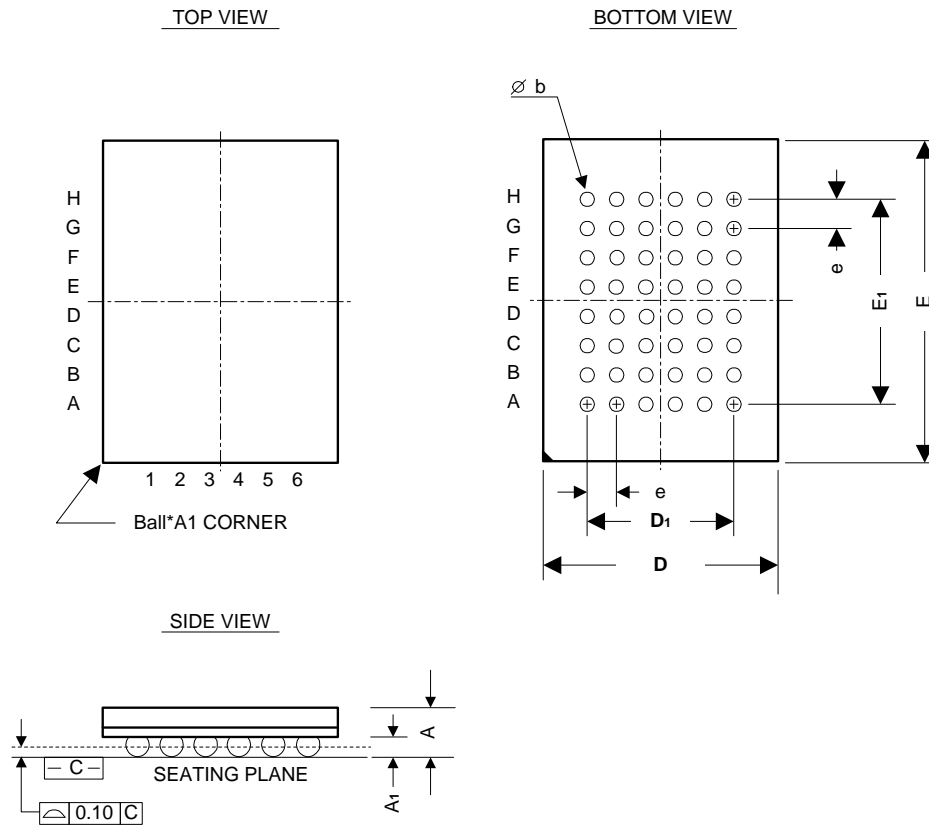 TOP VIEW
H
G
F
E
D
C
B
A
1 2 3 4 5 6
Ball*A1 CORNER
BOTTOM VIEW
⌀ b
H
G
F
E
D
C
B
A
e
E1
E
e
D1
D
SIDE VIEW
A
A1
C
SEATING PLANE
⌓ 0.10 C